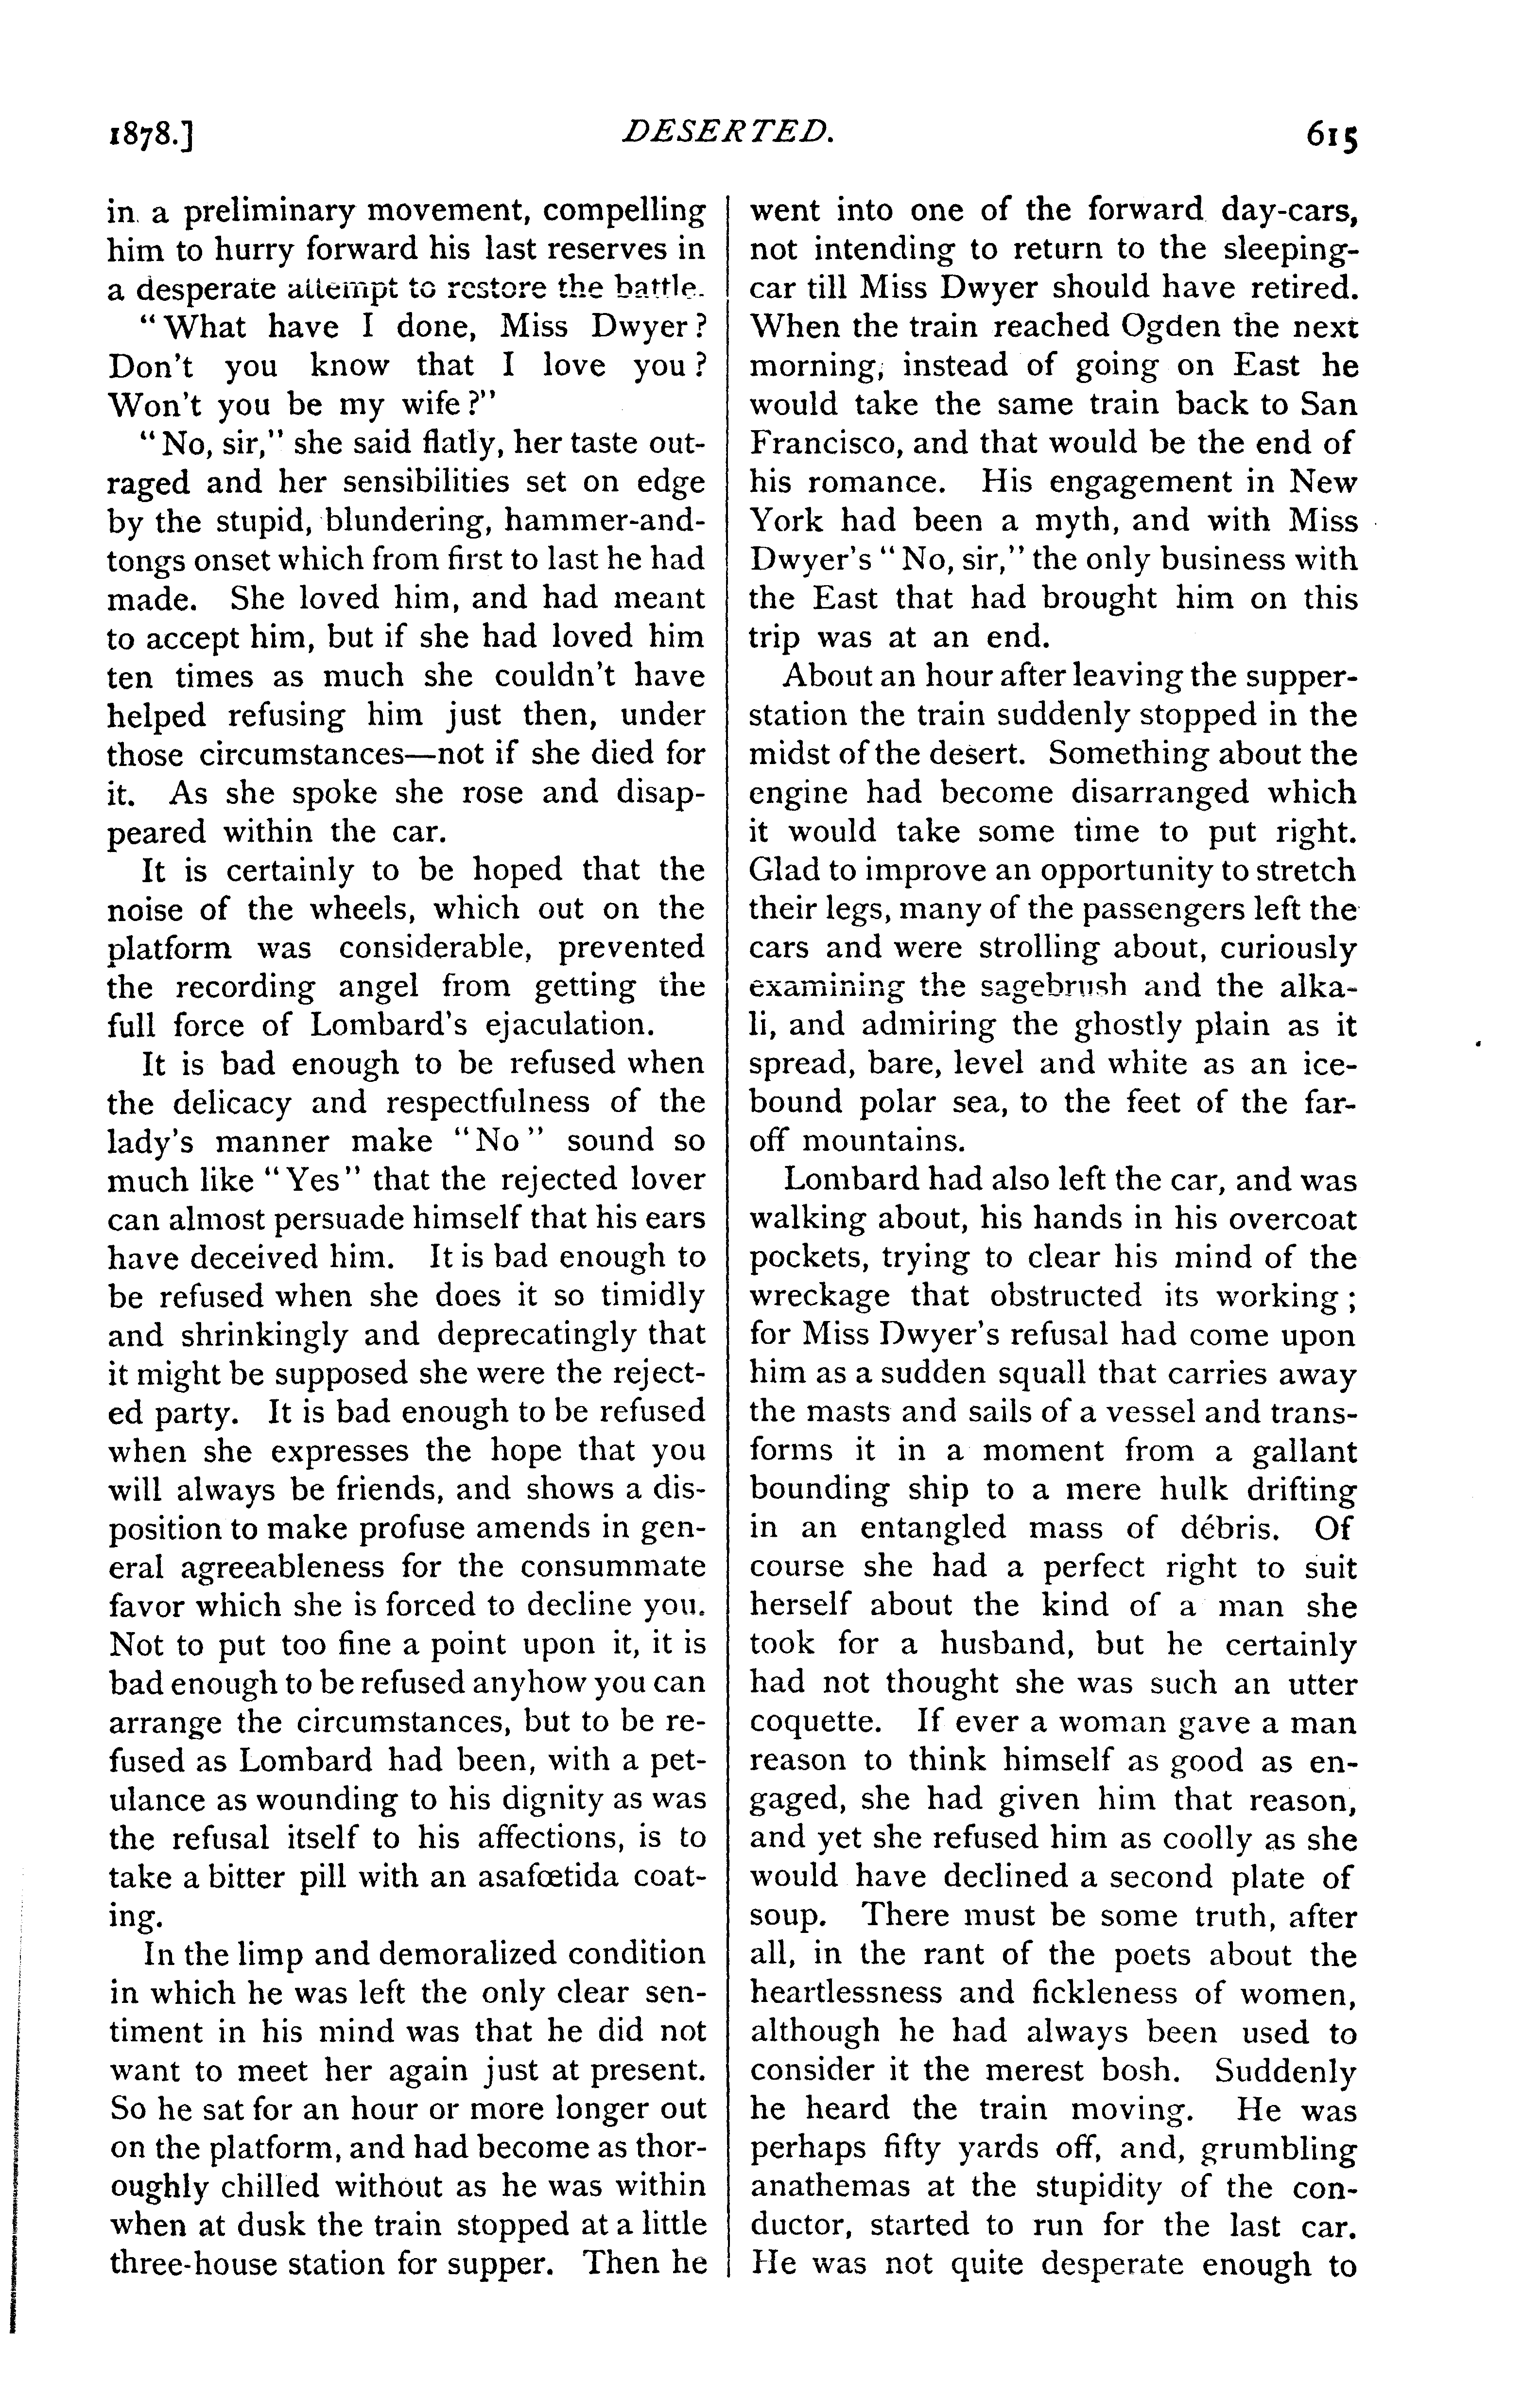 1878.] DESERTED. 615
in a preliminary movement, compelling
him to hurry forward his last reserves in
a desperate attempt to restore the battle.
"What have I done, Miss Dwyer?
Don't you know that I love you?
Won't you be my wife?"
"No, sir," she said flatly, her taste out-
raged and her sensibilities set on edge
by the stupid, blundering, hammer-and-
tongs onset which from first to last he had
made. She loved him, and had meant
to accept him, but if she had loved him
ten times as much she couldn't have
helped refusing him just then, under
those circumstances—not if she died for
it. As she spoke she rose and disap-
peared within the car.
It is certainly to be hoped that the
noise of the wheels, which out on the
platform was considerable, prevented
the recording angel from getting the
full force of Lombard's ejaculation.
It is bad enough to be refused when
the delicacy and respectfulness of the
lady's manner make "No" sound so
much like "Yes" that the rejected lover
can almost persuade himself that his ears
have deceived him. It is bad enough to
be refused when she does it so timidly
and shrinkingly and deprecatingly that
it might be supposed she were the reject-
ed party. It is bad enough to be refused
when she expresses the hope that you
will always be friends, and shows a dis-
position to make profuse amends in gen-
eral agreeableness for the consummate
favor which she is forced to decline you.
Not to put too fine a point upon it, it is
bad enough to be refused anyhow you can
arrange the circumstances, but to be re-
fused as Lombard had been, with a pet-
ulance as wounding to his dignity as was
the refusal itself to his affections, is to
take a bitter pill with an asafœtida coat-
ing.
In the limp and demoralized condition
in which he was left the only clear sen-
timent in his mind was that he did not
want to meet her again just at present.
So he sat for an hour or more longer out
on the platform, and had become as thor-
oughly chilled without as he was within
when at dusk the train stopped at a little
three-house station for supper. Then he
went into one of the forward day-cars,
not intending to return to the sleeping-
car till Miss Dwyer should have retired.
When the train reached Ogden the next
morning, instead of going on East he
would take the same train back to San
Francisco, and that would be the end of
his romance. His engagement in New
York had been a myth, and with Miss
Dwyer's "No, sir," the only business with
the East that had brought him on this
trip was at an end.
About an hour after leaving the supper-
station the train suddenly stopped in the
midst of the desert. Something about the
engine had become disarranged which
it would take some time to put right.
Glad to improve an opportunity to stretch
their legs, many of the passengers left the
cars and were strolling about, curiously
examining the sagebrush and the alka-
li, and admiring the ghostly plain as it
spread, bare, level and white as an ice-
bound polar sea, to the feet of the far-
off mountains.
Lombard had also left the car, and was
walking about, his hands in his overcoat
pockets, trying to clear his mind of the
wreckage that obstructed its working;
for Miss Dwyer's refusal had come upon
him as a sudden squall that carries away
the masts and sails of a vessel and trans-
forms it in a moment from a gallant
bounding ship to a mere hulk drifting
in an entangled mass of débris. Of
course she had a perfect right to suit
herself about the kind of a man she
took for a husband, but he certainly
had not thought she was such an utter
coquette. If ever a woman gave a man
reason to think himself as good as en-
gaged, she had given him that reason,
and yet she refused him as coolly as she
would have declined a second plate of
soup. There must be some truth, after
all, in the rant of the poets about the
heartlessness and fickleness of women,
although he had always been used to
consider it the merest bosh. Suddenly
he heard the train moving. He was
perhaps fifty yards off, and, grumbling
anathemas at the stupidity of the con-
ductor, started to run for the last car.
He was not quite desperate enough to